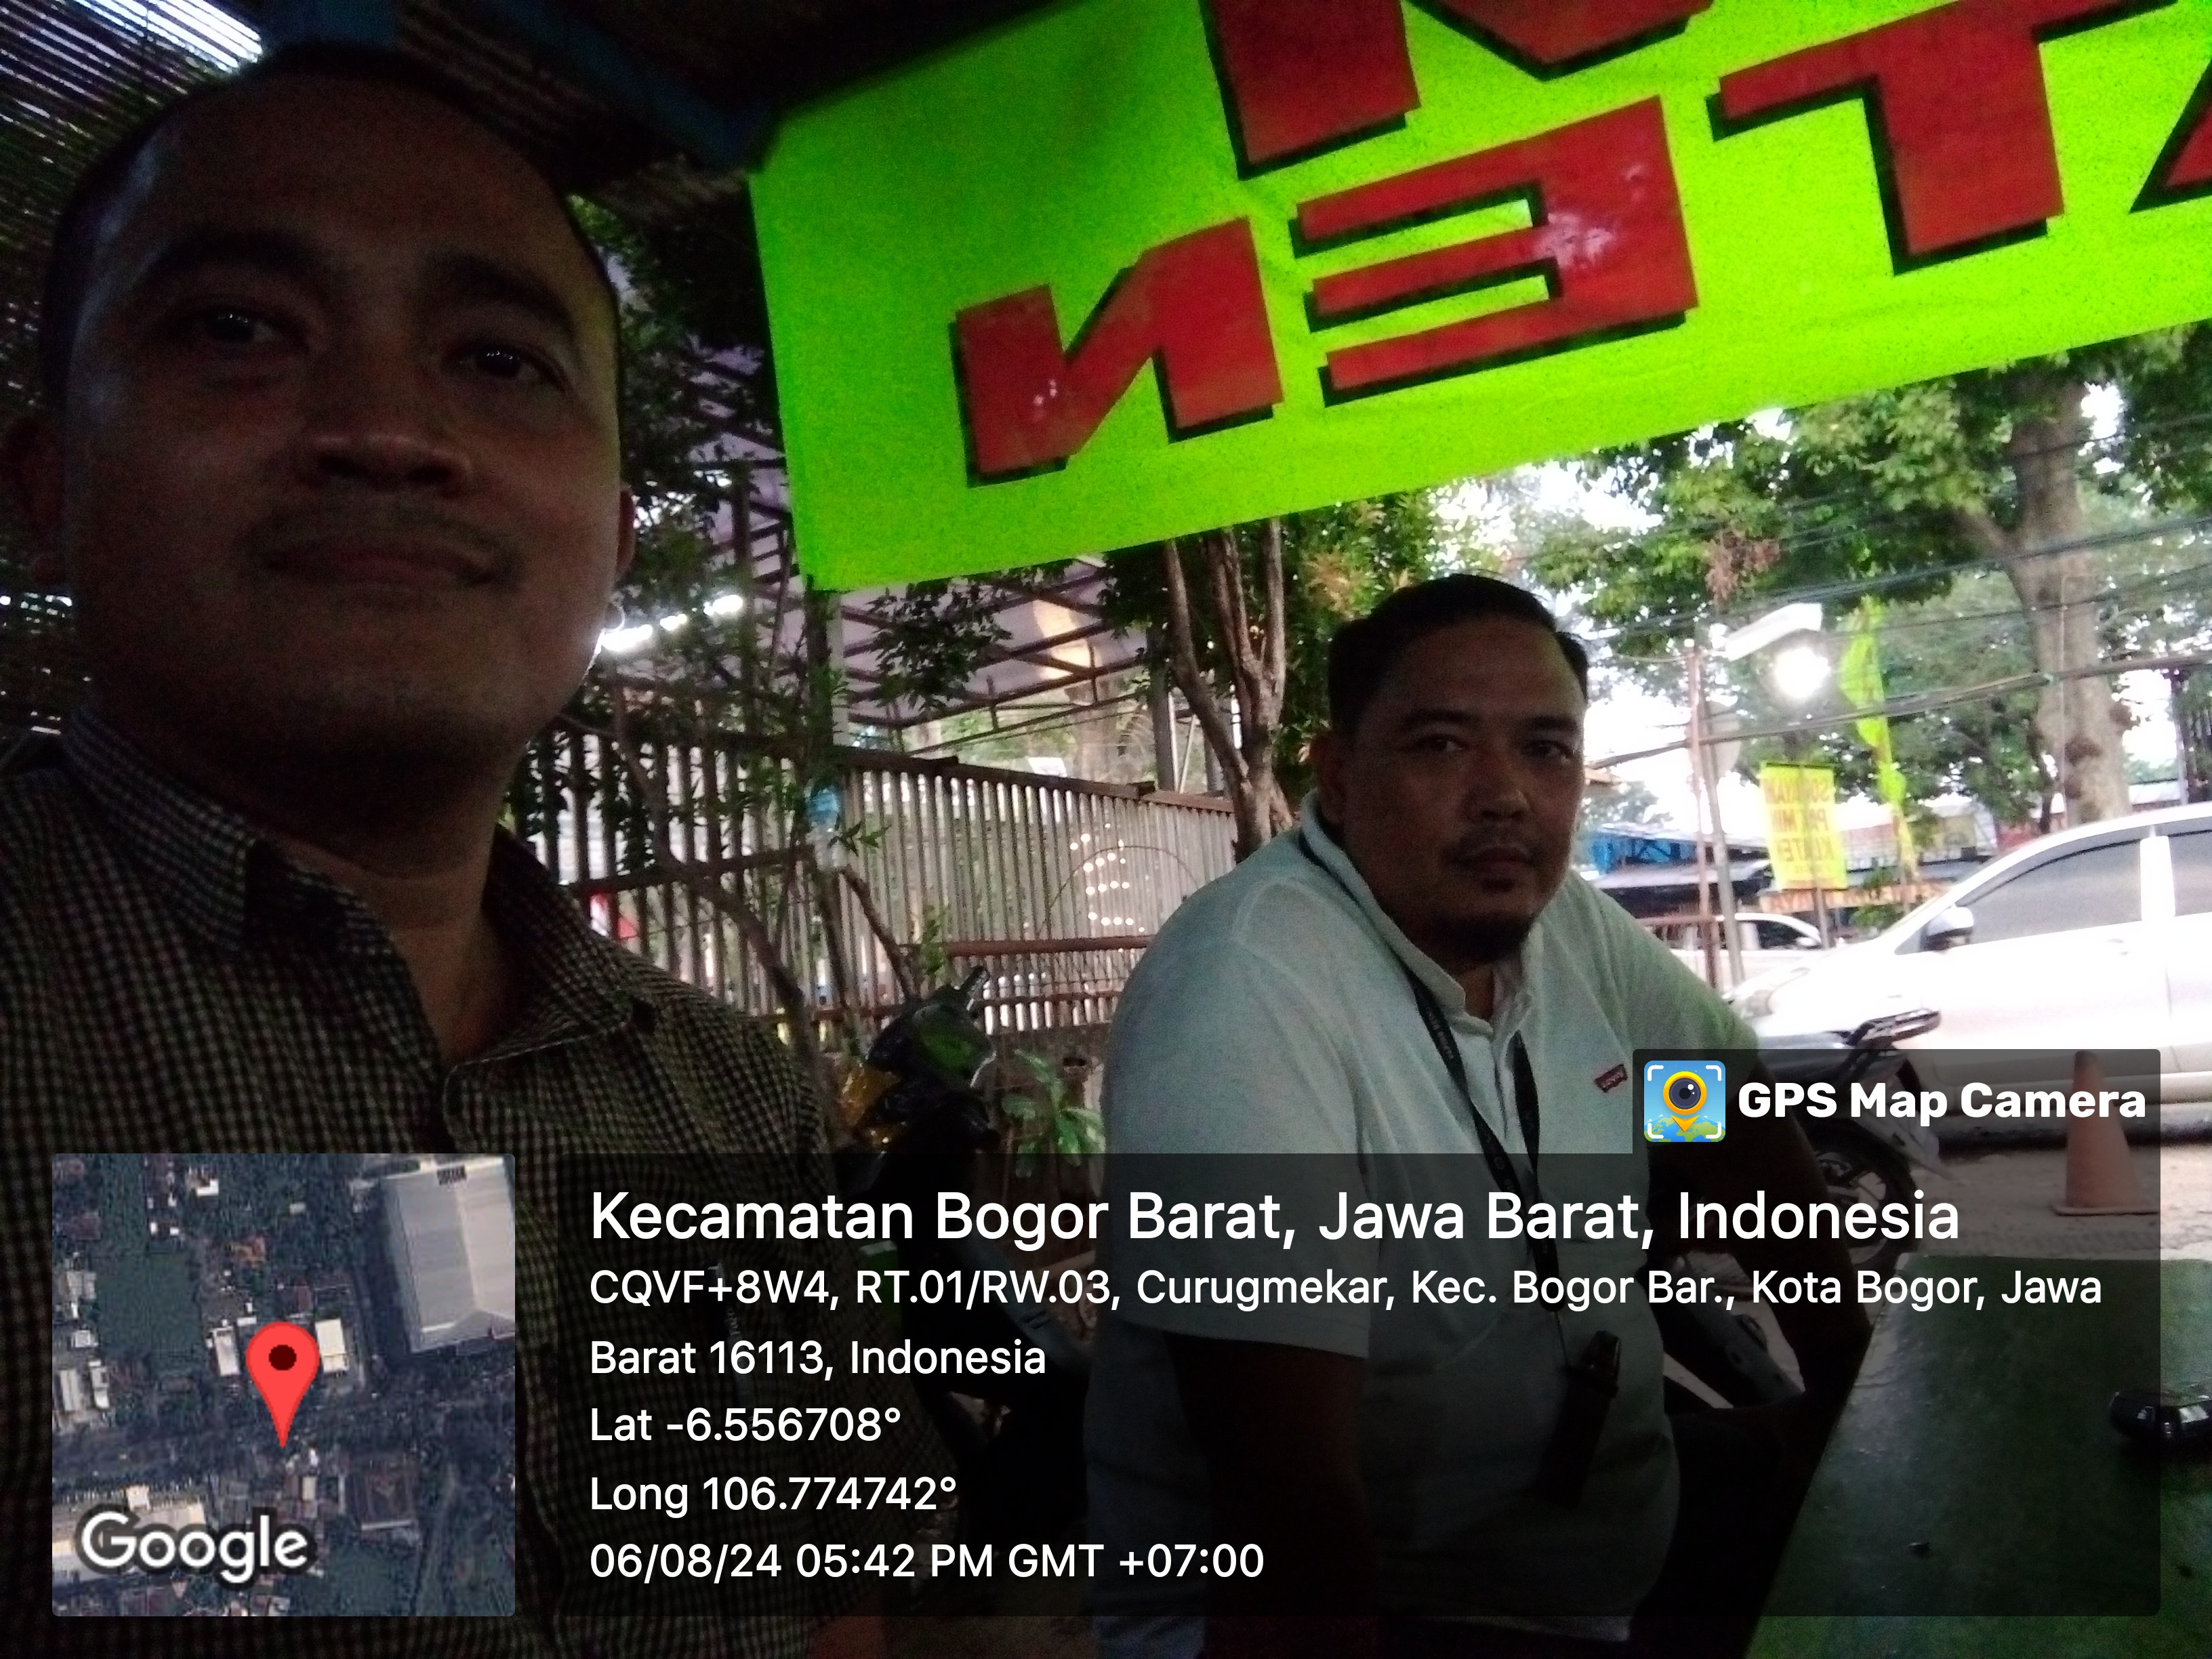 N
TEN
GPS Map Camera
Kecamatan Bogor Barat, Jawa Barat, Indonesia
CQVF+8W4, RT.01/RW.03, Curugmekar, Kec. Bogor Bar., Kota Bogor, Jawa
Barat 16113, Indonesia
Lat -6.556708°
Long 106.774742°
06/08/24 05:42 PM GMT +07:00
Google